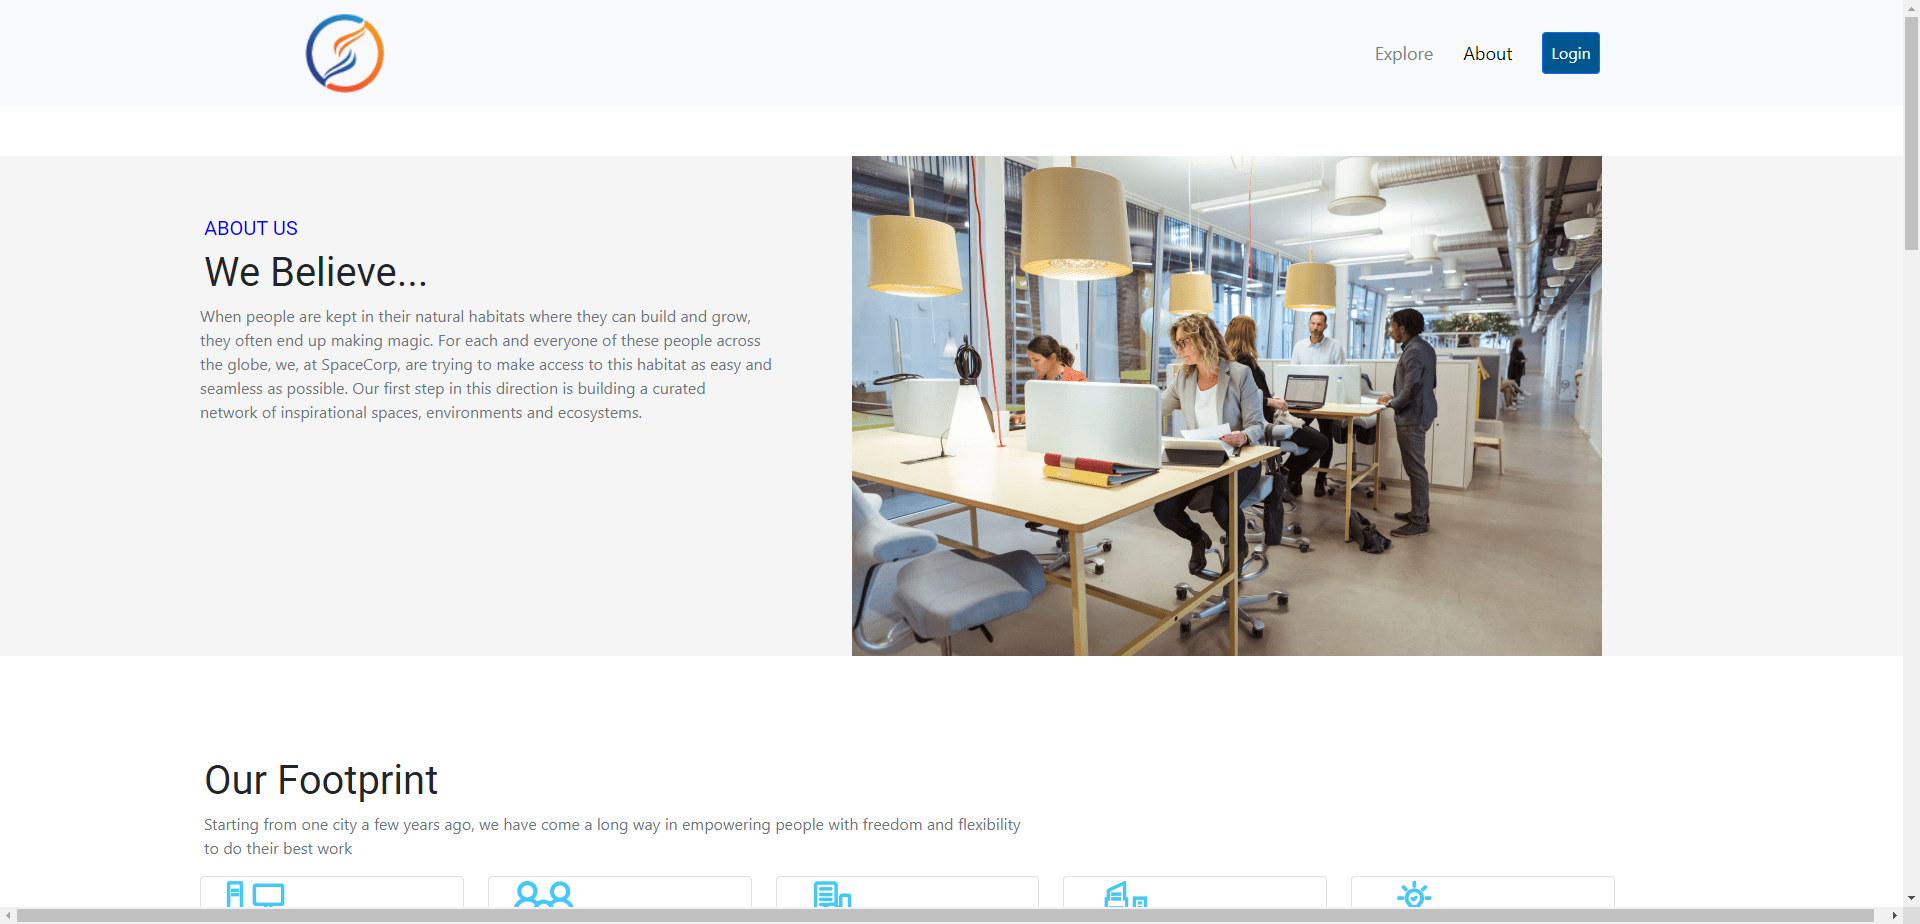 Explore
About
Login
ABOUT US
We Believe...
When people are kept in their natural habitats where they can build and grow,
they often end up making magic. For each and everyone of these people across
the globe, we, at SpaceCorp, are trying to make access to this habitat as easy and
seamless as possible. Our first step in this direction is building a curated
network of inspirational spaces, environments and ecosystems.
Our Footprint
Starting from one city a few years ago, we have come a long way in empowering people with freedom and flexibility
to do their best work